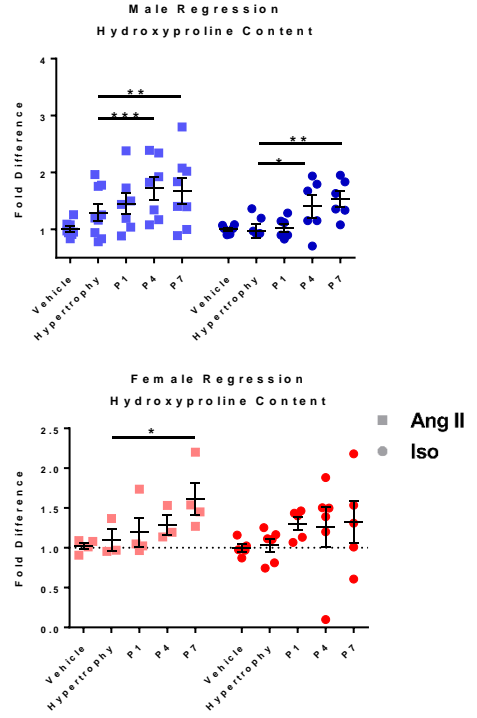 Male Regression
Hydroxyproline Content
Fold Difference
4
3
2
1
**
***
**
*
Vehicle
Hypertrophy
P1
P4
P7
Vehicle
Hypertrophy
P1
P4
P7
Female Regression
Hydroxyproline Content
Fold Difference
2.5
2.0
1.5
1.0
0.5
0.0
*
Vehicle
Hypertrophy
P1
P4
P7
Vehicle
Hypertrophy
P1
P4
P7
Ang II
Iso